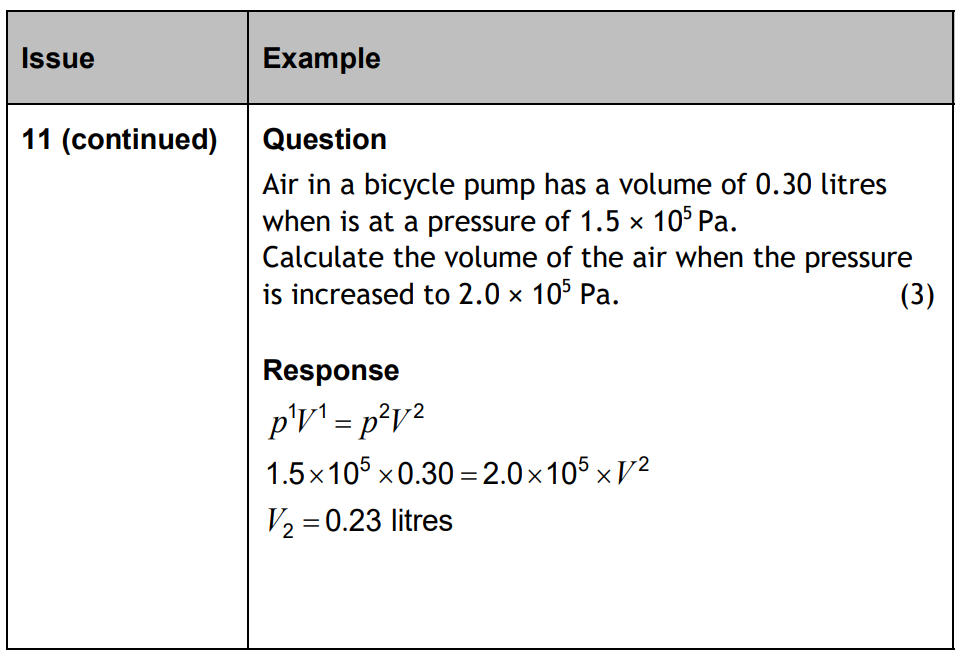 Issue
Example
11 (continued)
Question
Air in a bicycle pump has a volume of 0.30 litres
when is at a pressure of 1.5 × 10⁵ Pa.
Calculate the volume of the air when the pressure
is increased to 2.0 × 10⁵ Pa. (3)
Response
p¹V¹ = p²V²
1.5×10⁵ ×0.30 = 2.0×10⁵ ×V²
V₂ = 0.23 litres